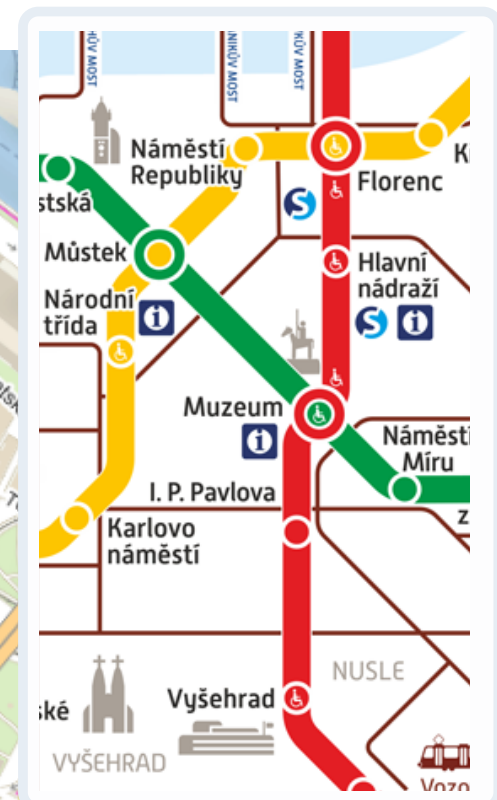 NIKŮV MOST
Náměstí
Republiky
Florenc
stská
Můstek
Hlavní
nádraží
Národní
třída
Muzeum
Náměstí
Míru
I. P. Pavlova
z
Karlovo
náměstí
NUSLE
ské
Vyšehrad
VYŠEHRAD
Vozo